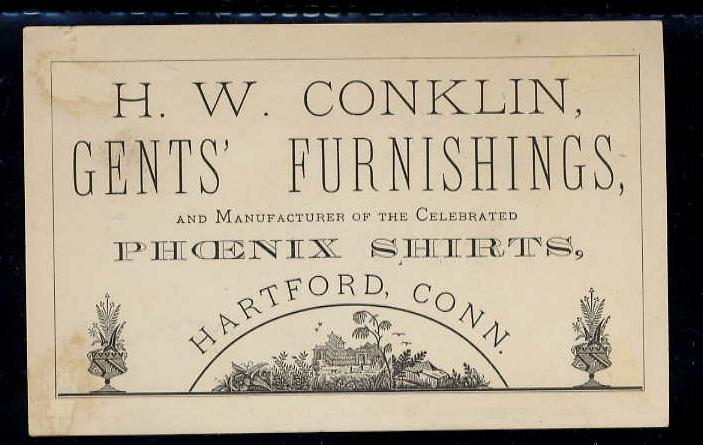 H. W. CONKLIN,
GENTS' FURNISHINGS,
AND MANUFACTURER OF THE CELEBRATED
PHŒNIX SHIRTS,
HARTFORD, CONN.